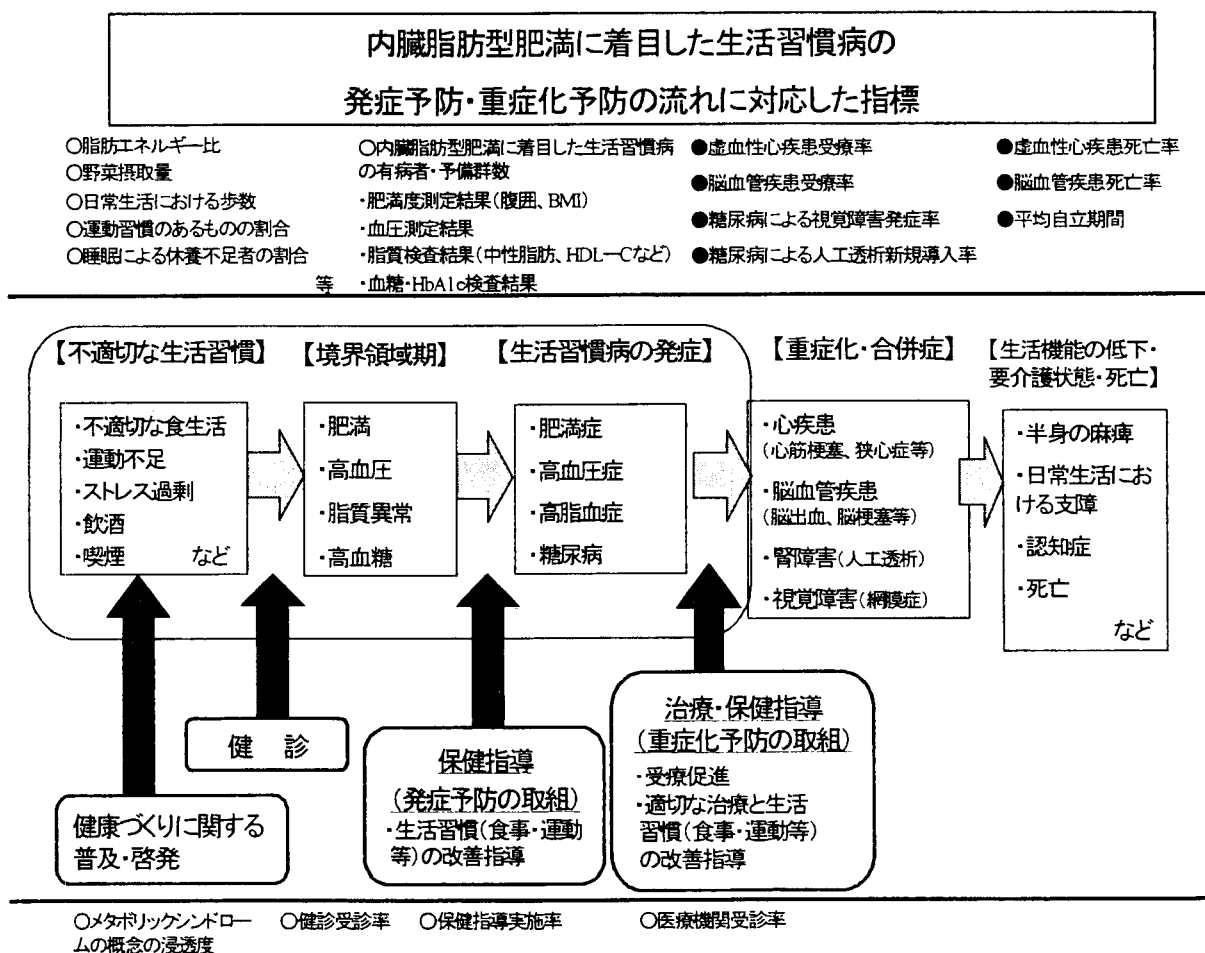 内臓脂肪型肥満に着目した生活習慣病の
発症予防・重症化予防の流れに対応した指標
○脂肪エネルギー比
○野菜摂取量
○日常生活における歩数
○運動習慣のあるものの割合
○睡眠による休養不足者の割合
等
○内臓脂肪型肥満に着目した生活習慣病
の有病者・予備群数
・肥満度測定結果(腹囲、BMI)
・血圧測定結果
・脂質検査結果(中性脂肪、HDL－Cなど)
・血糖・HbA1c検査結果
●虚血性心疾患受療率
●脳血管疾患受療率
●糖尿病による視覚障害発症率
●糖尿病による人工透析新規導入率
●虚血性心疾患死亡率
●脳血管疾患死亡率
●平均自立期間
【不適切な生活習慣】
・不適切な食生活
・運動不足
・ストレス過剰
・飲酒
・喫煙 など
【境界領域期】
・肥満
・高血圧
・脂質異常
・高血糖
【生活習慣病の発症】
・肥満症
・高血圧症
・高脂血症
・糖尿病
【重症化・合併症】
・心疾患
(心筋梗塞、狭心症等)
・脳血管疾患
(脳出血、脳梗塞等)
・腎障害(人工透析)
・視覚障害(網膜症)
【生活機能の低下・
要介護状態・死亡】
・半身の麻痺
・日常生活にお
ける支障
・認知症
・死亡
など
健康づくりに関する
普及・啓発
健 診
保健指導
(発症予防の取組)
・生活習慣(食事・運動
等)の改善指導
治療・保健指導
(重症化予防の取組)
・受療促進
・適切な治療と生活
習慣(食事・運動等)
の改善指導
○メタボリックシンドロー
ムの概念の浸透度
○健診受診率
○保健指導実施率
○医療機関受診率